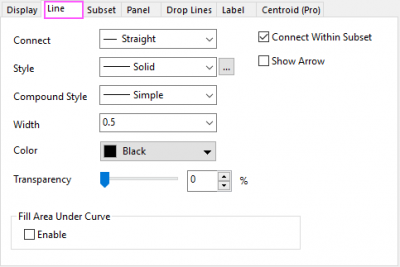 Display Line Subset Panel Drop Lines Label Centroid (Pro)
Connect Straight Connect Within Subset
Style Solid ... Show Arrow
Compound Style Simple
Width 0.5
Color Black
Transparency 0 %
Fill Area Under Curve
Enable